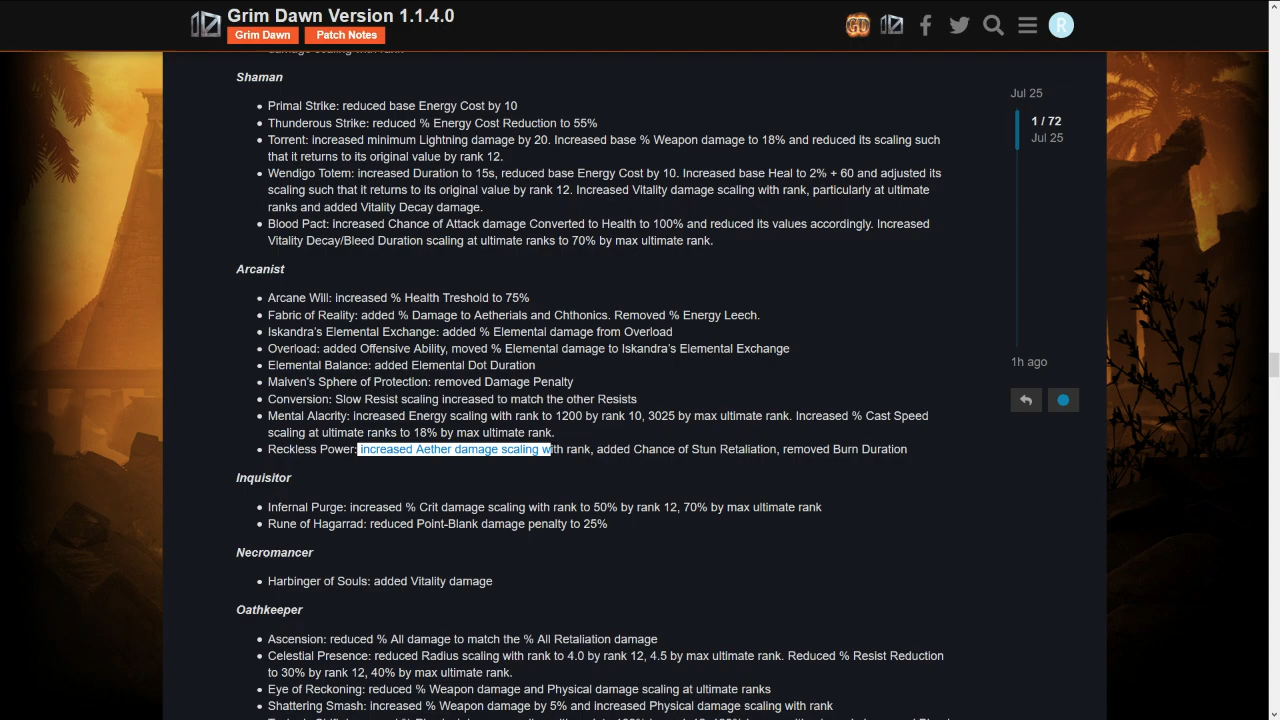 Grim Dawn Version 1.1.4.0
Grim Dawn Patch Notes
Shaman
Primal Strike: reduced base Energy Cost by 10
Thunderous Strike: reduced % Energy Cost Reduction to 55%
Torrent: increased minimum Lightning damage by 20. Increased base % Weapon damage to 18% and reduced its scaling such
that it returns to its original value by rank 12.
Wendigo Totem: increased Duration to 15s, reduced base Energy Cost by 10. Increased base Heal to 2% + 60 and adjusted its
scaling such that it returns to its original value by rank 12. Increased Vitality damage scaling with rank, particularly at ultimate
ranks and added Vitality Decay damage.
Blood Pact: increased Chance of Attack damage Converted to Health to 100% and reduced its values accordingly. Increased
Vitality Decay/Bleed Duration scaling at ultimate ranks to 70% by max ultimate rank.
Arcanist
Arcane Will: increased % Health Treshold to 75%
Fabric of Reality: added % Damage to Aetherials and Chthonics. Removed % Energy Leech.
Iskandra's Elemental Exchange: added % Elemental damage from Overload
Overload: added Offensive Ability, moved % Elemental damage to Iskandra's Elemental Exchange
Elemental Balance: added Elemental Dot Duration
Maiven's Sphere of Protection: removed Damage Penalty
Conversion: Slow Resist scaling increased to match the other Resists
Mental Alacrity: increased Energy scaling with rank to 1200 by rank 10, 3025 by max ultimate rank. Increased % Cast Speed
scaling at ultimate ranks to 18% by max ultimate rank.
Reckless Power: increased Aether damage scaling with rank, added Chance of Stun Retaliation, removed Burn Duration
Inquisitor
Infernal Purge: increased % Crit damage scaling with rank to 50% by rank 12, 70% by max ultimate rank
Rune of Hagarrad: reduced Point-Blank damage penalty to 25%
Necromancer
Harbinger of Souls: added Vitality damage
Oathkeeper
Ascension: reduced % All damage to match the % All Retaliation damage
Celestial Presence: reduced Radius scaling with rank to 4.0 by rank 12, 4.5 by max ultimate rank. Reduced % Resist Reduction
to 30% by rank 12, 40% by max ultimate rank.
Eye of Reckoning: reduced % Weapon damage and Physical damage scaling at ultimate ranks
Shattering Smash: increased % Weapon damage by 5% and increased Physical damage scaling with rank
GD
R
Jul 25
1 / 72
Jul 25
1h ago